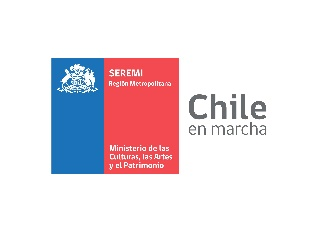 SEREMI
Región Metropolitana
Ministerio de las
Culturas, las Artes
y el Patrimonio
Chile
en marcha